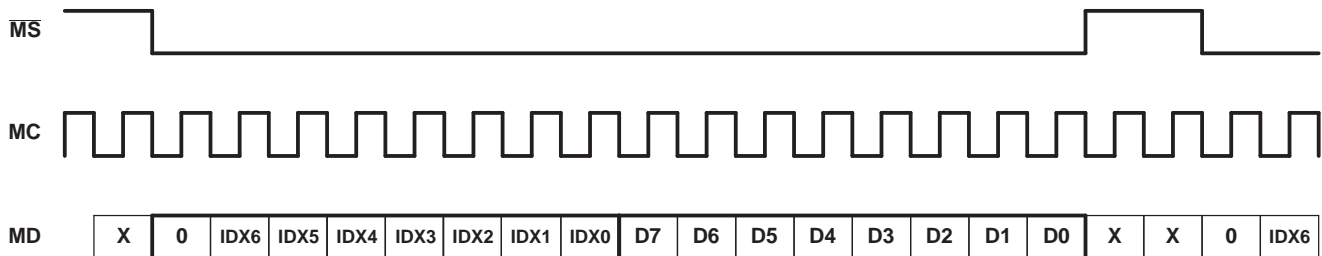 MS
MC
MD X 0 IDX6 IDX5 IDX4 IDX3 IDX2 IDX1 IDX0 D7 D6 D5 D4 D3 D2 D1 D0 X X 0 IDX6